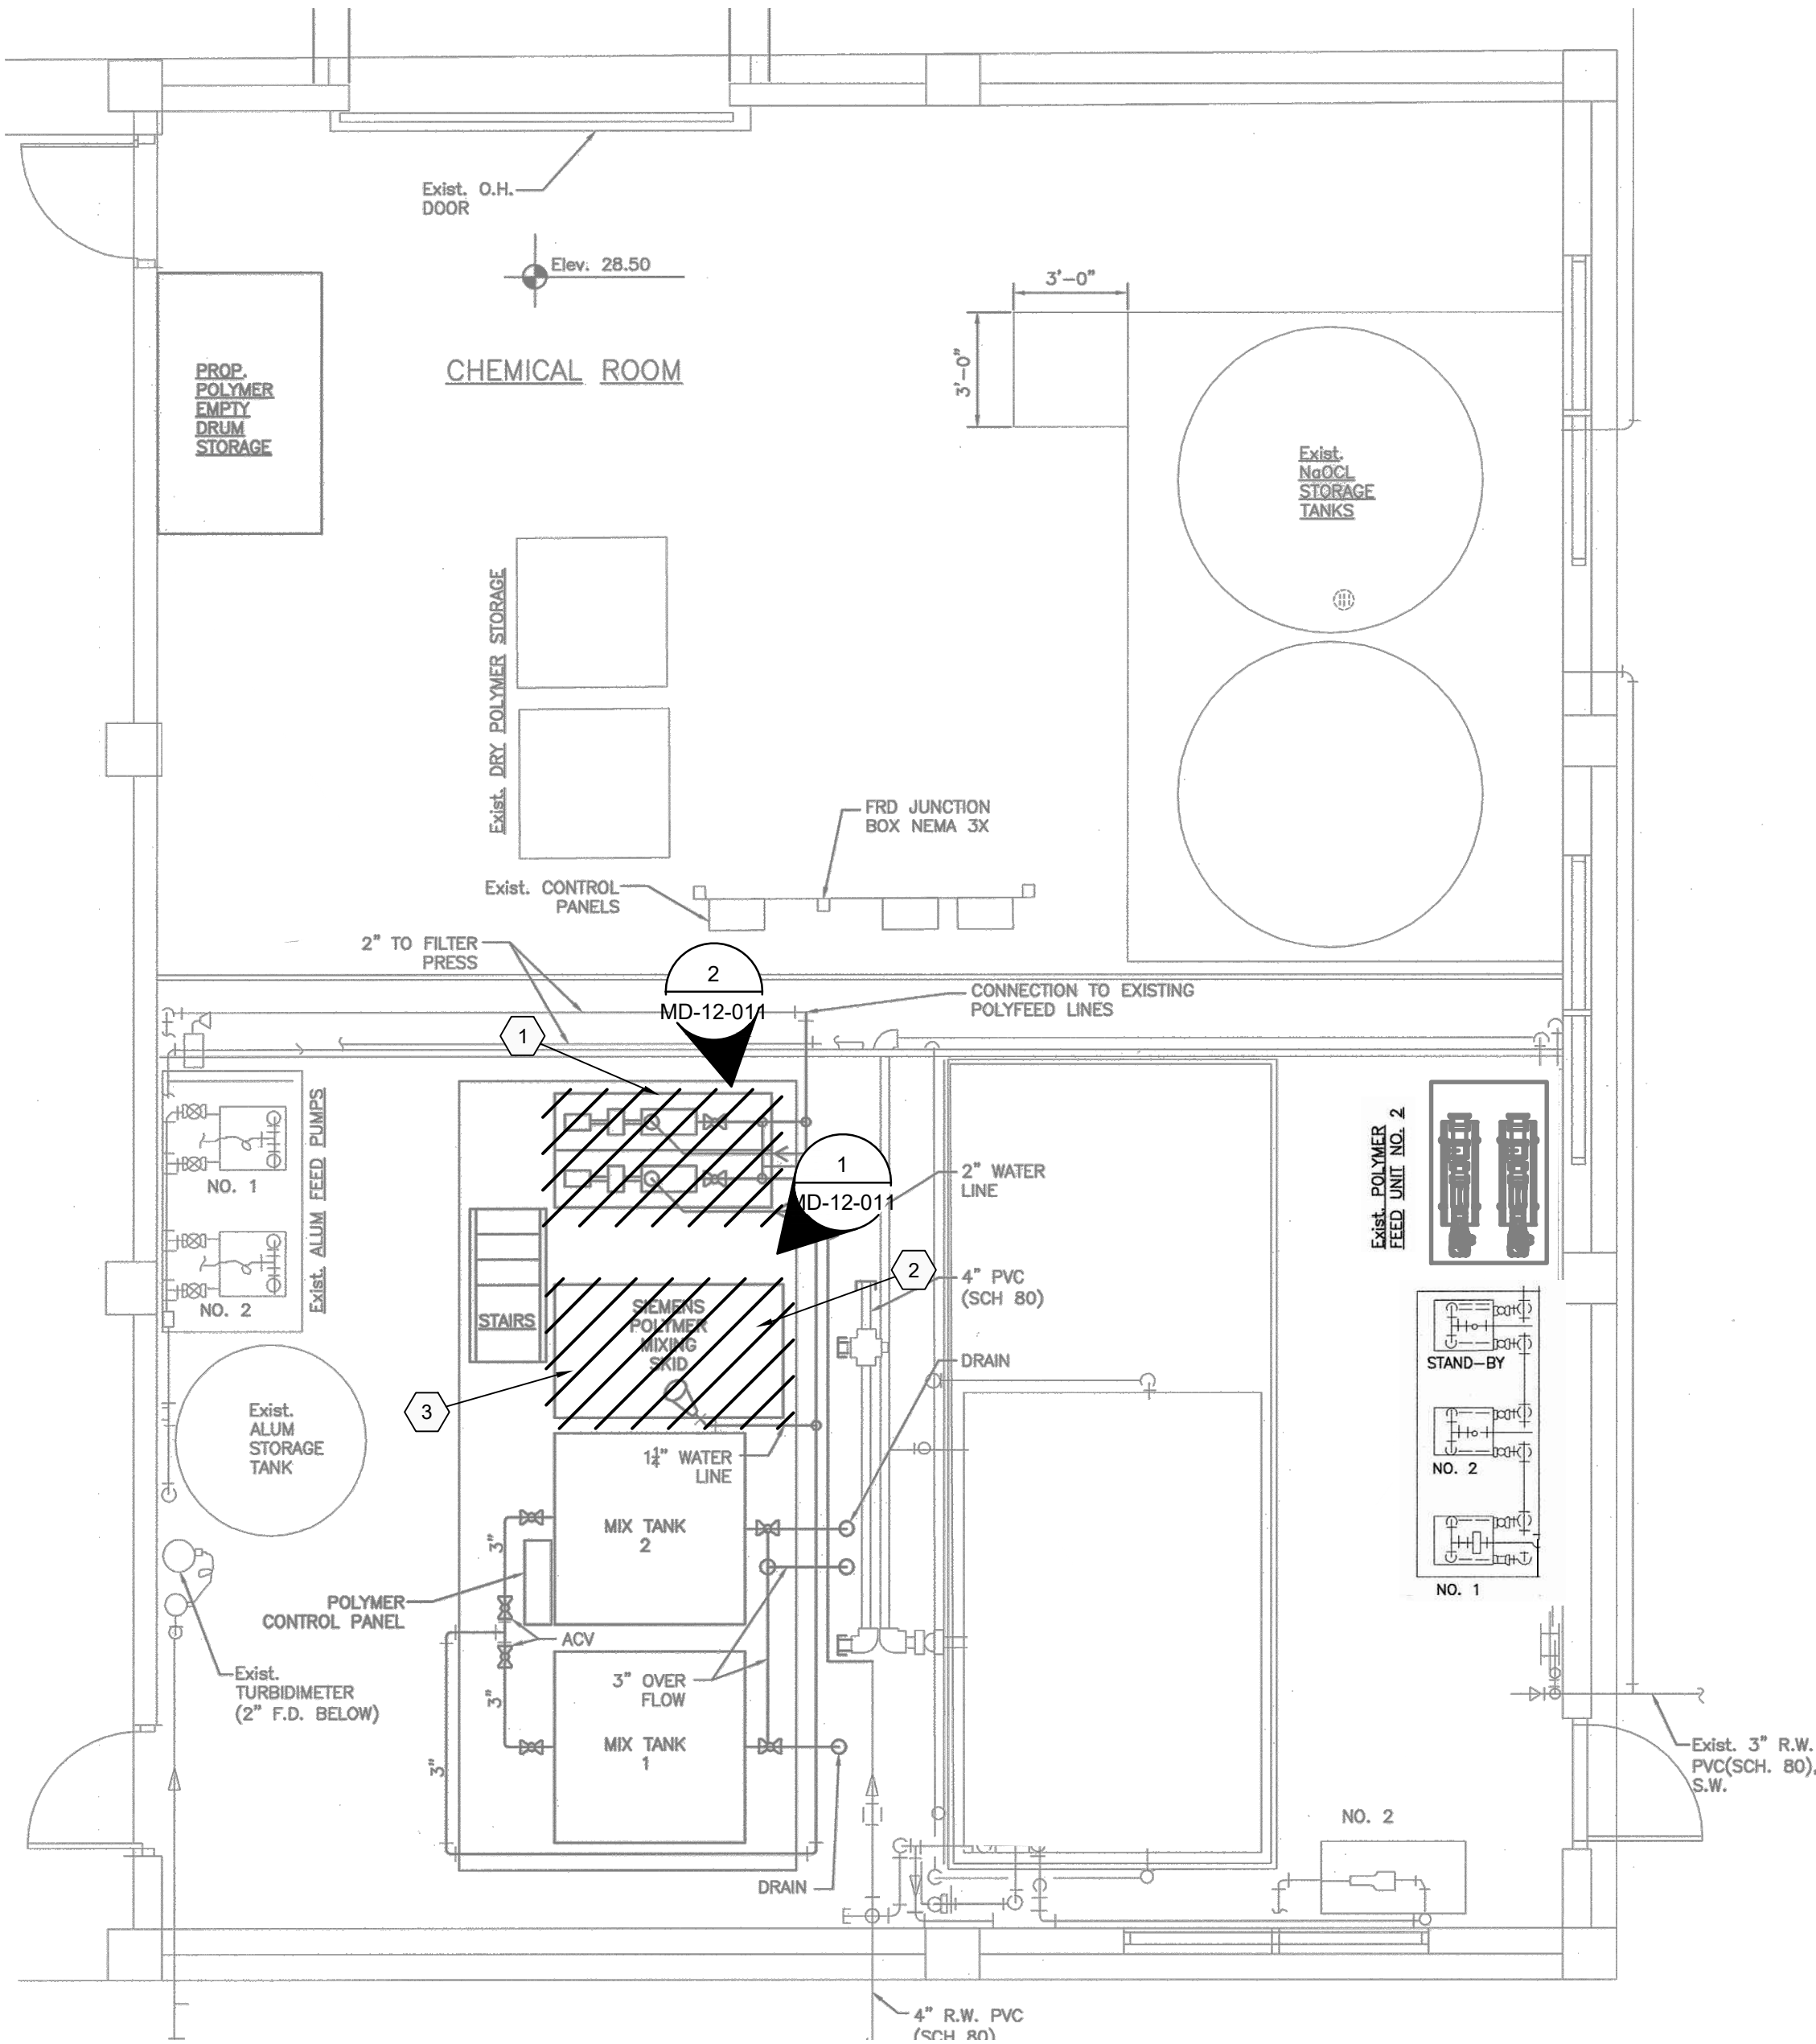 Exist. O.H.
DOOR
Elev. 28.50
3'-0"
3'-0"
CHEMICAL ROOM
PROP.
POLYMER
EMPTY
DRUM
STORAGE
Exist.
NaOCL
STORAGE
TANKS
Exist. DRY POLYMER STORAGE
FRD JUNCTION
BOX NEMA 3X
Exist. CONTROL
PANELS
2" TO FILTER
PRESS
2
MD-12-011
CONNECTION TO EXISTING
POLYFEED LINES
1
Exist. ALUM FEED PUMPS
NO. 1
NO. 2
1
MD-12-011
2" WATER
LINE
Exist. POLYMER
FEED UNIT NO. 2
2
4" PVC
(SCH 80)
STAIRS
SIEMENS
POLYMER
MIXING
SKID
DRAIN
STAND-BY
3
Exist.
ALUM
STORAGE
TANK
1¼" WATER
LINE
NO. 2
MIX TANK
2
3"
NO. 1
POLYMER
CONTROL PANEL
ACV
Exist.
TURBIDIMETER
(2" F.D. BELOW)
3" OVER
FLOW
3"
MIX TANK
1
3"
Exist. 3" R.W.
PVC(SCH. 80),
S.W.
NO. 2
DRAIN
4" R.W. PVC
(SCH 80)